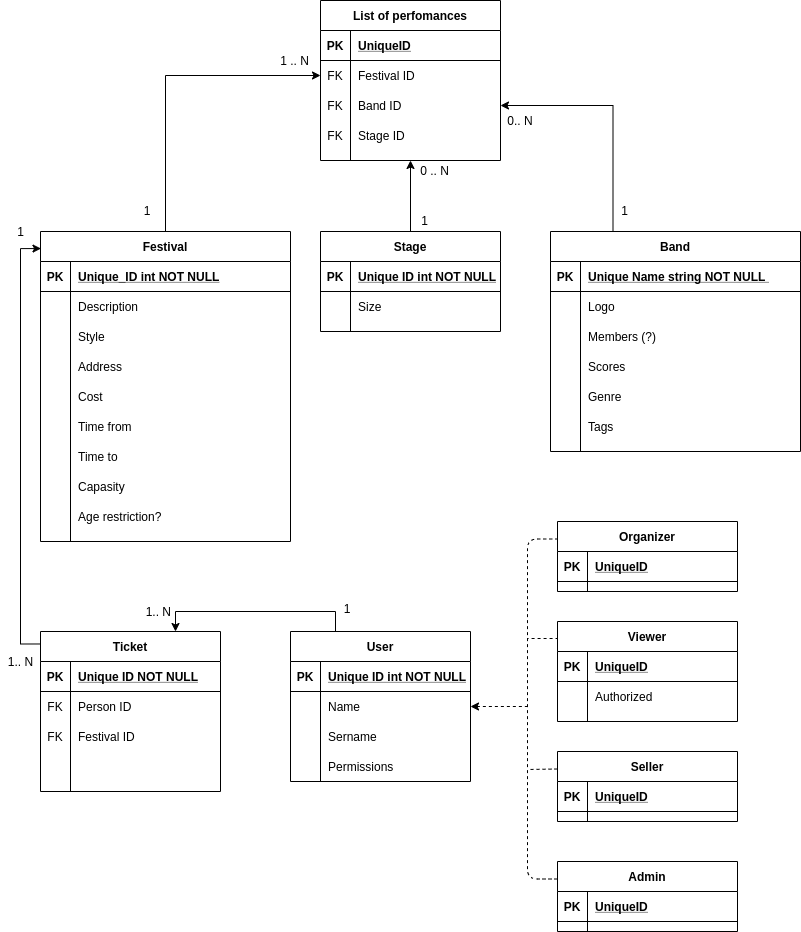 List of perfomances
PK UniqueID
1 .. N
FK Festival ID
FK Band ID
0.. N
FK Stage ID
0 .. N
1
1
1
1
Festival
PK Unique_ID int NOT NULL
Description
Style
Address
Cost
Time from
Time to
Capasity
Age restriction?
Stage
PK Unique ID int NOT NULL
Size
Band
PK Unique Name string NOT NULL
Logo
Members (?)
Scores
Genre
Tags
Organizer
PK UniqueID
1.. N
1
1.. N
Ticket
PK Unique ID NOT NULL
FK Person ID
FK Festival ID
User
PK Unique ID int NOT NULL
Name
Sername
Permissions
Viewer
PK UniqueID
Authorized
Seller
PK UniqueID
Admin
PK UniqueID